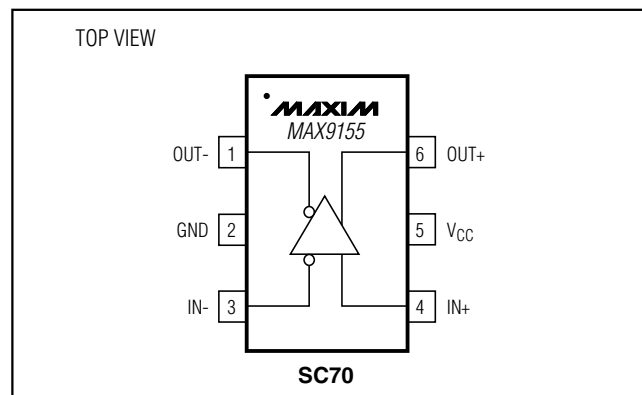 TOP VIEW
MAXIM
MAX9155
OUT- 1 6 OUT+
GND 2 5 VCC
IN- 3 4 IN+
SC70